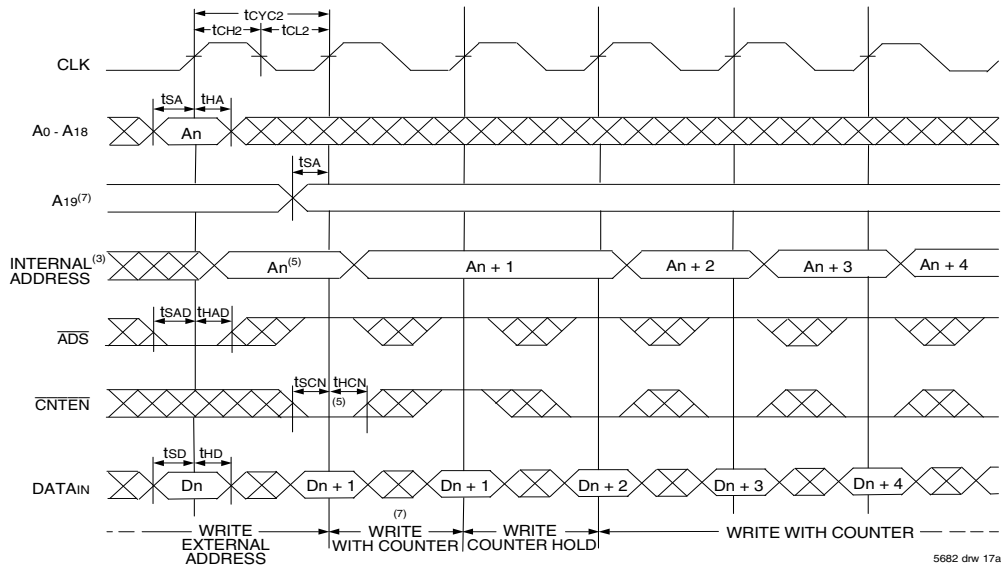 tCYC2
tCH2 tCL2
CLK
tSA tHA
A0 - A18 An
tSA
A19(7)
INTERNAL(3) ADDRESS An(5) An + 1 An + 2 An + 3 An + 4
tSAD tHAD
ADS
tSCN tHCN
CNTEN (5)
tSD tHD
DATAIN Dn Dn + 1 Dn + 1 Dn + 2 Dn + 3 Dn + 4
(7)
WRITE EXTERNAL ADDRESS
WRITE WITH COUNTER
WRITE COUNTER HOLD
WRITE WITH COUNTER
5682 drw 17a